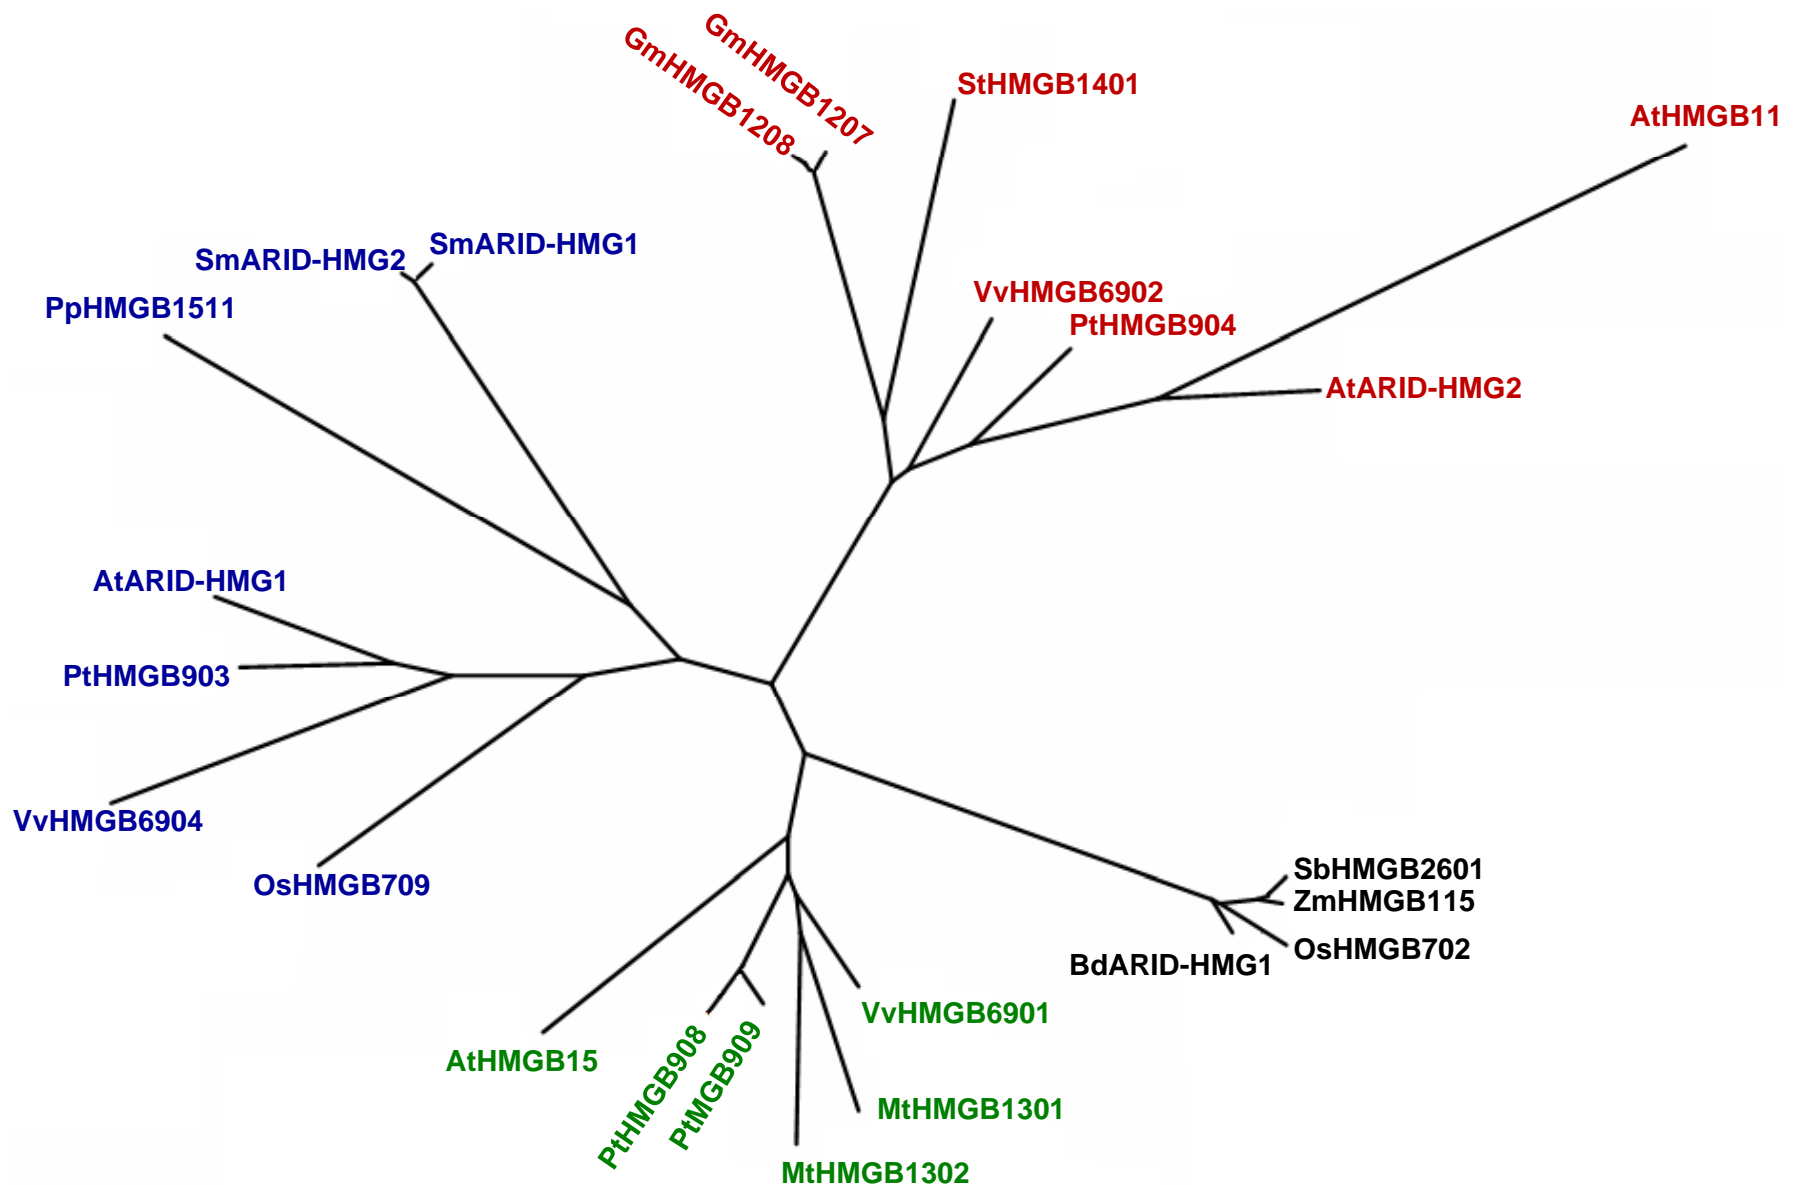 GmHMGB1207
GmHMGB1208
StHMGB1401
AtHMGB11
SmARID-HMG1
SmARID-HMG2
PpHMGB1511
VvHMGB6902
PtHMGB904
AtARID-HMG2
AtARID-HMG1
PtHMGB903
VvHMGB6904
OsHMGB709
SbHMGB2601
ZmHMGB115
OsHMGB702
BdARID-HMG1
VvHMGB6901
AtHMGB15
PtHMGB908
PtMGB909
MtHMGB1301
MtHMGB1302